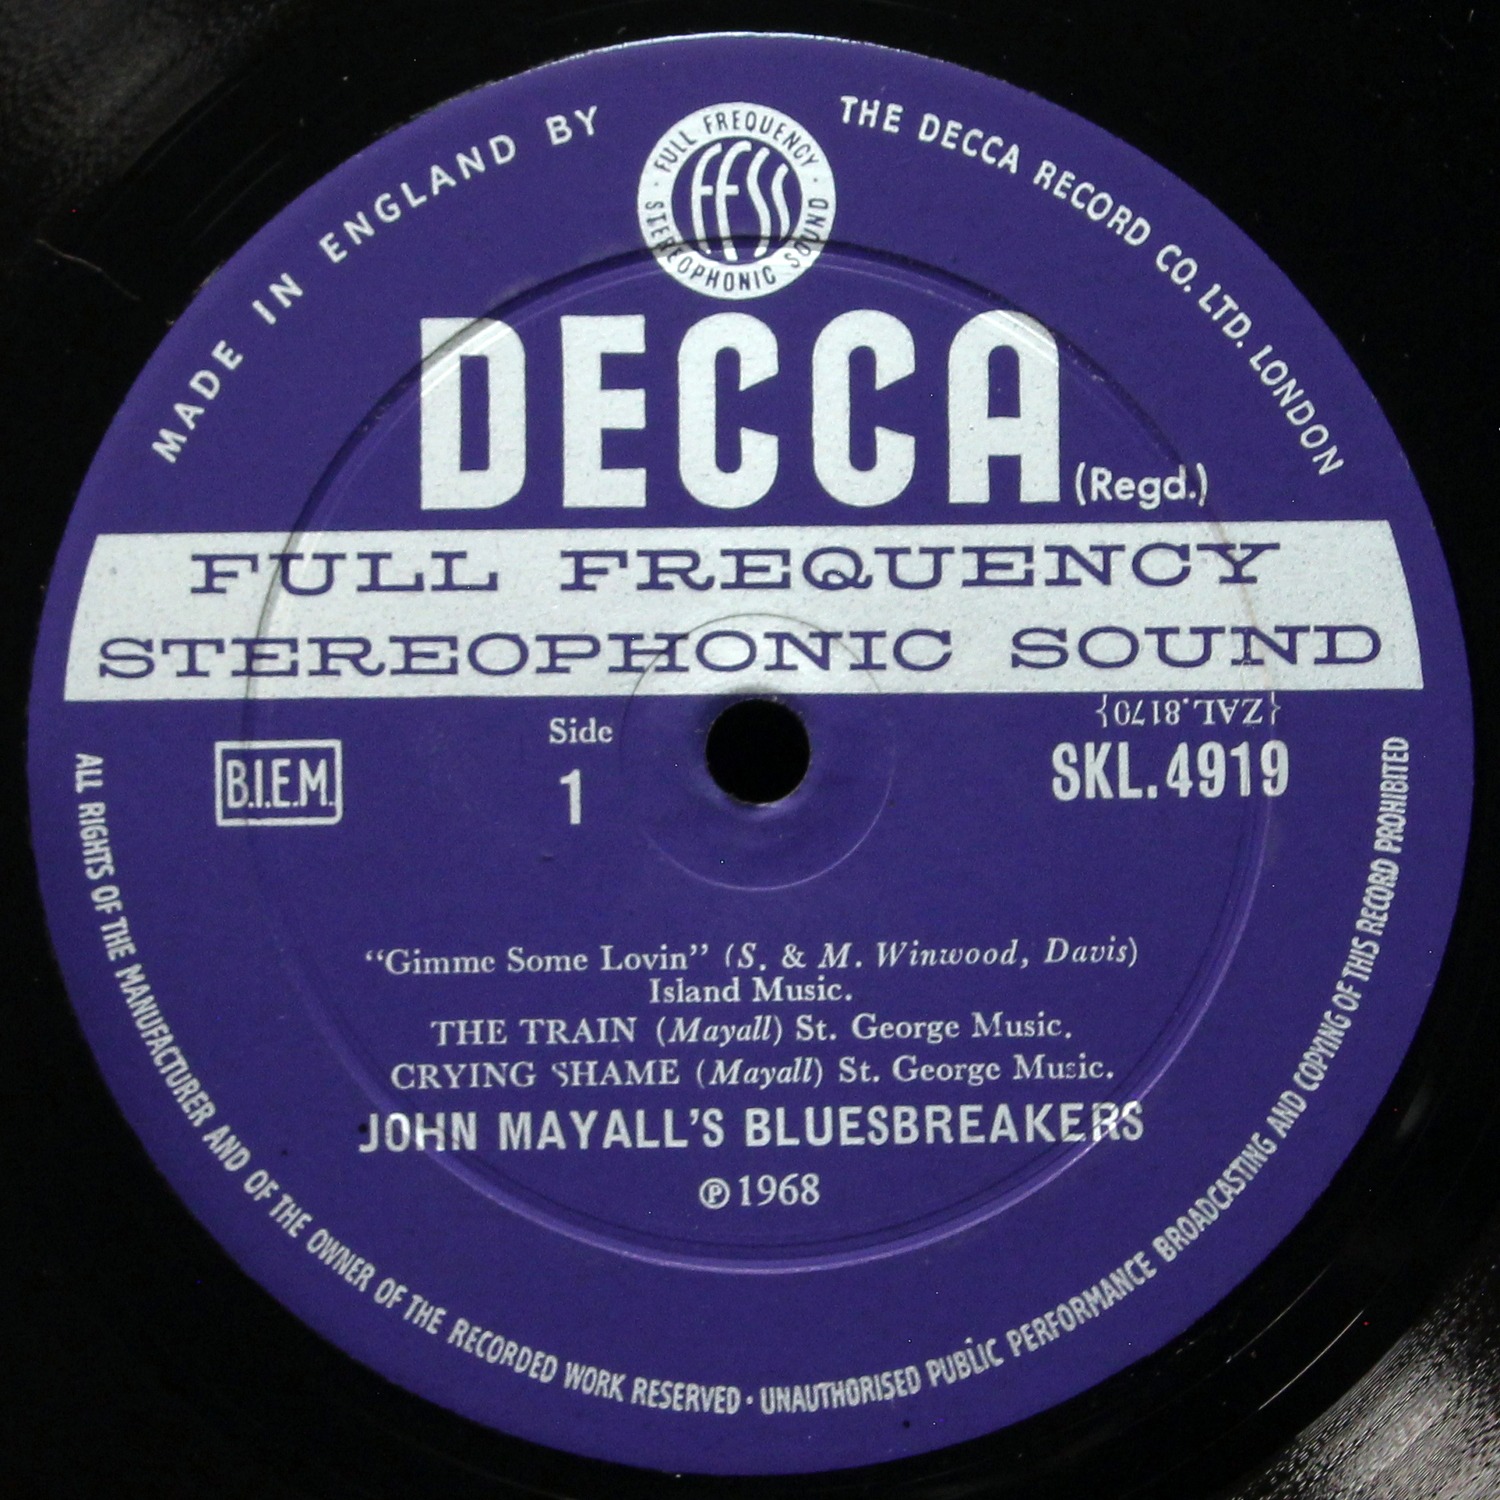 MADE IN ENGLAND BY
THE DECCA RECORD CO. LTD. LONDON
· FULL FREQUENCY ·
STEREOPHONIC SOUND
FFSS
DECCA (Regd.)
FULL FREQUENCY
STEREOPHONIC SOUND
{ZAL.8170}
Side
1
B.I.E.M.
SKL.4919
“Gimme Some Lovin” (S. & M. Winwood, Davis)
Island Music.
THE TRAIN (Mayall) St. George Music.
CRYING SHAME (Mayall) St. George Music.
JOHN MAYALL’S BLUESBREAKERS
℗ 1968
ALL RIGHTS OF THE MANUFACTURER AND OF THE OWNER OF THE RECORDED WORK RESERVED · UNAUTHORISED PUBLIC PERFORMANCE BROADCASTING AND COPYING OF THIS RECORD PROHIBITED